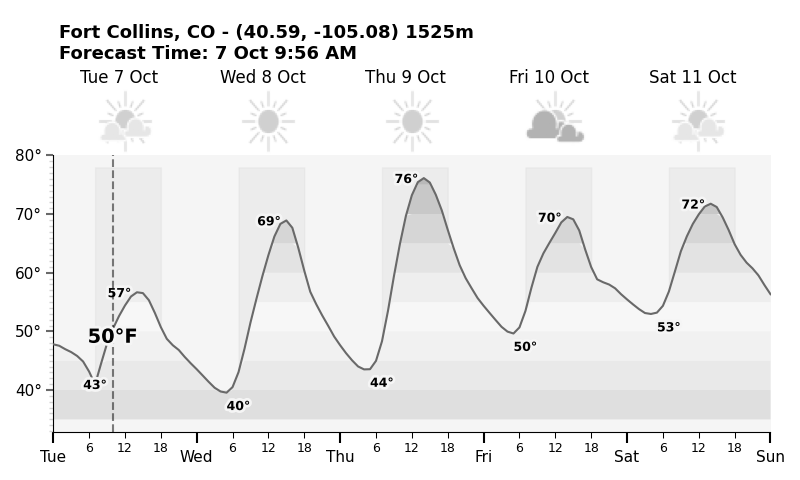 Fort Collins, CO - (40.59, -105.08) 1525m
Forecast Time: 7 Oct 9:56 AM
Tue 7 Oct Wed 8 Oct Thu 9 Oct Fri 10 Oct Sat 11 Oct
80°
76°
72°
70° 69° 70°
60°
57°
50° 50°F 50° 53°
43° 44°
40° 40°
6 12 18 6 12 18 6 12 18 6 12 18 6 12 18
Tue Wed Thu Fri Sat Sun